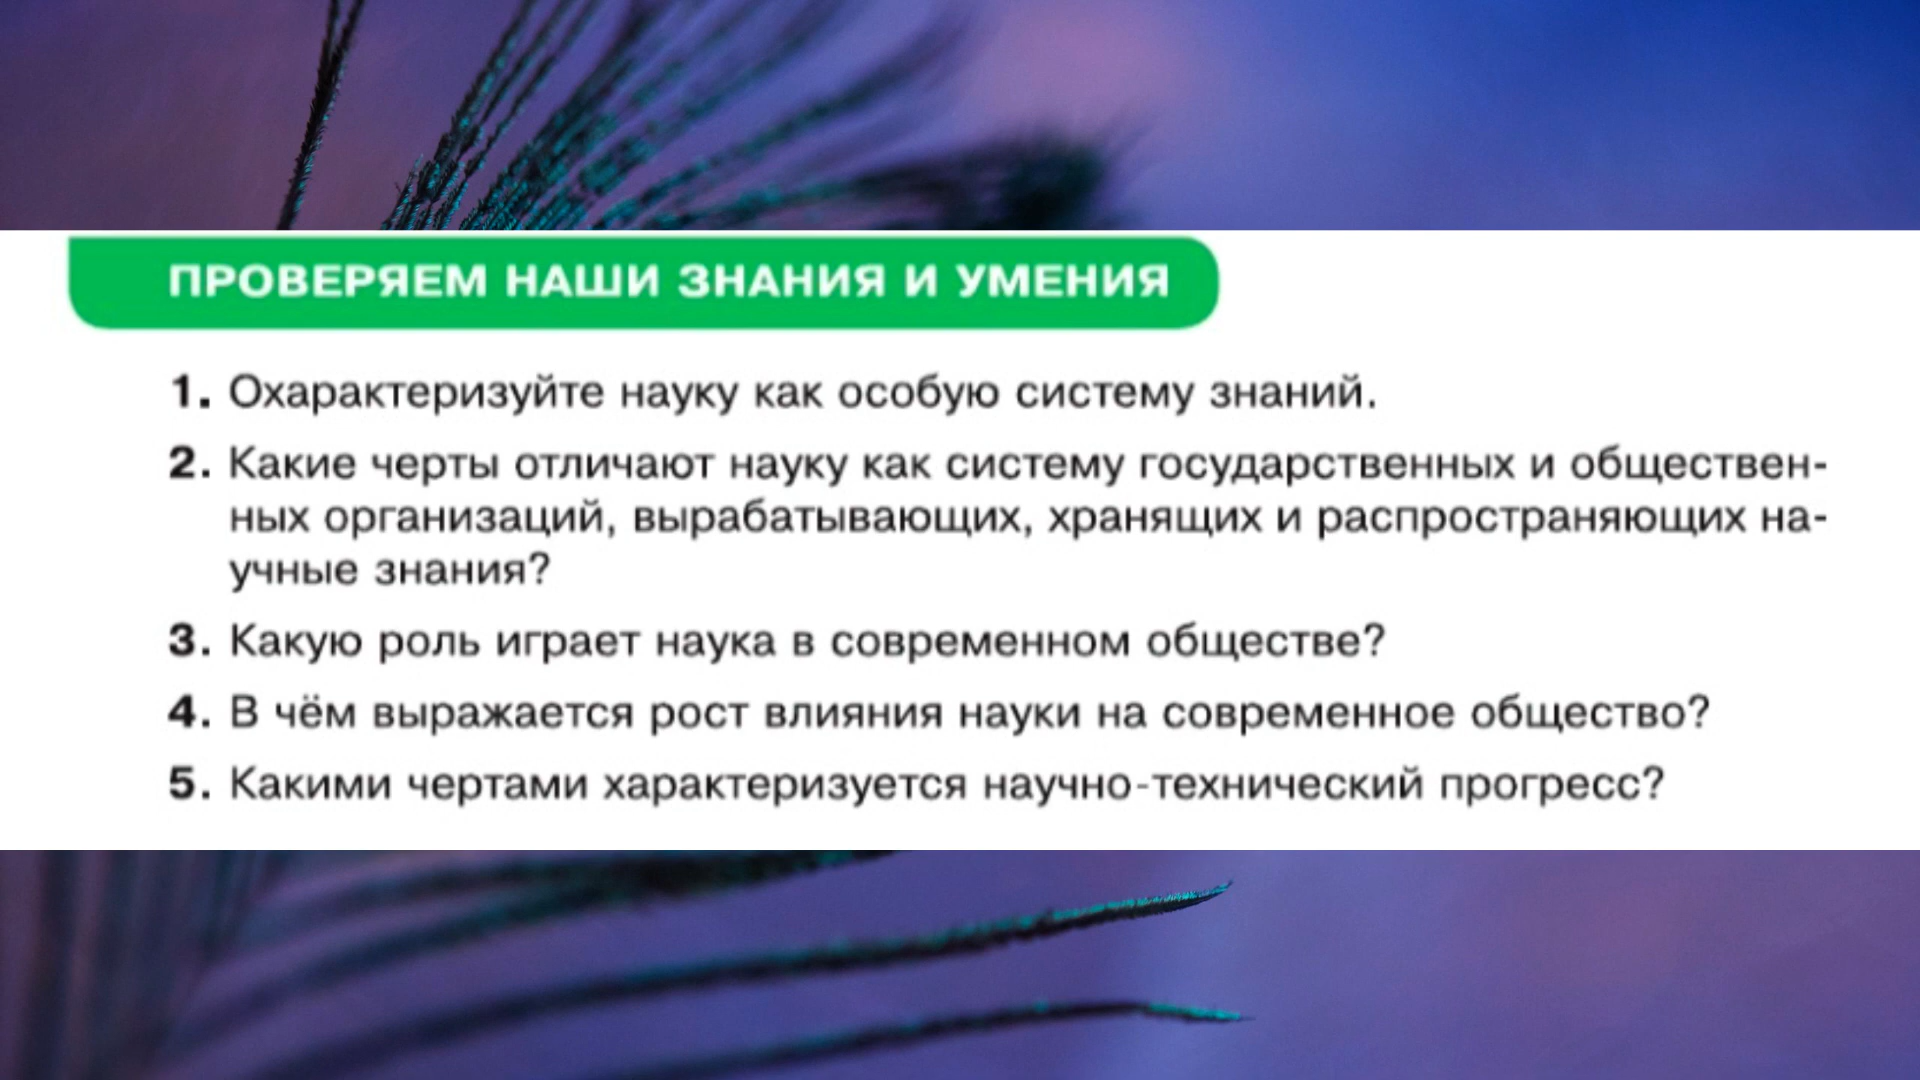 ПРОВЕРЯЕМ НАШИ ЗНАНИЯ И УМЕНИЯ
1. Охарактеризуйте науку как особую систему знаний.
2. Какие черты отличают науку как систему государственных и обществен-
ных организаций, вырабатывающих, хранящих и распространяющих на-
учные знания?
3. Какую роль играет наука в современном обществе?
4. В чём выражается рост влияния науки на современное общество?
5. Какими чертами характеризуется научно-технический прогресс?